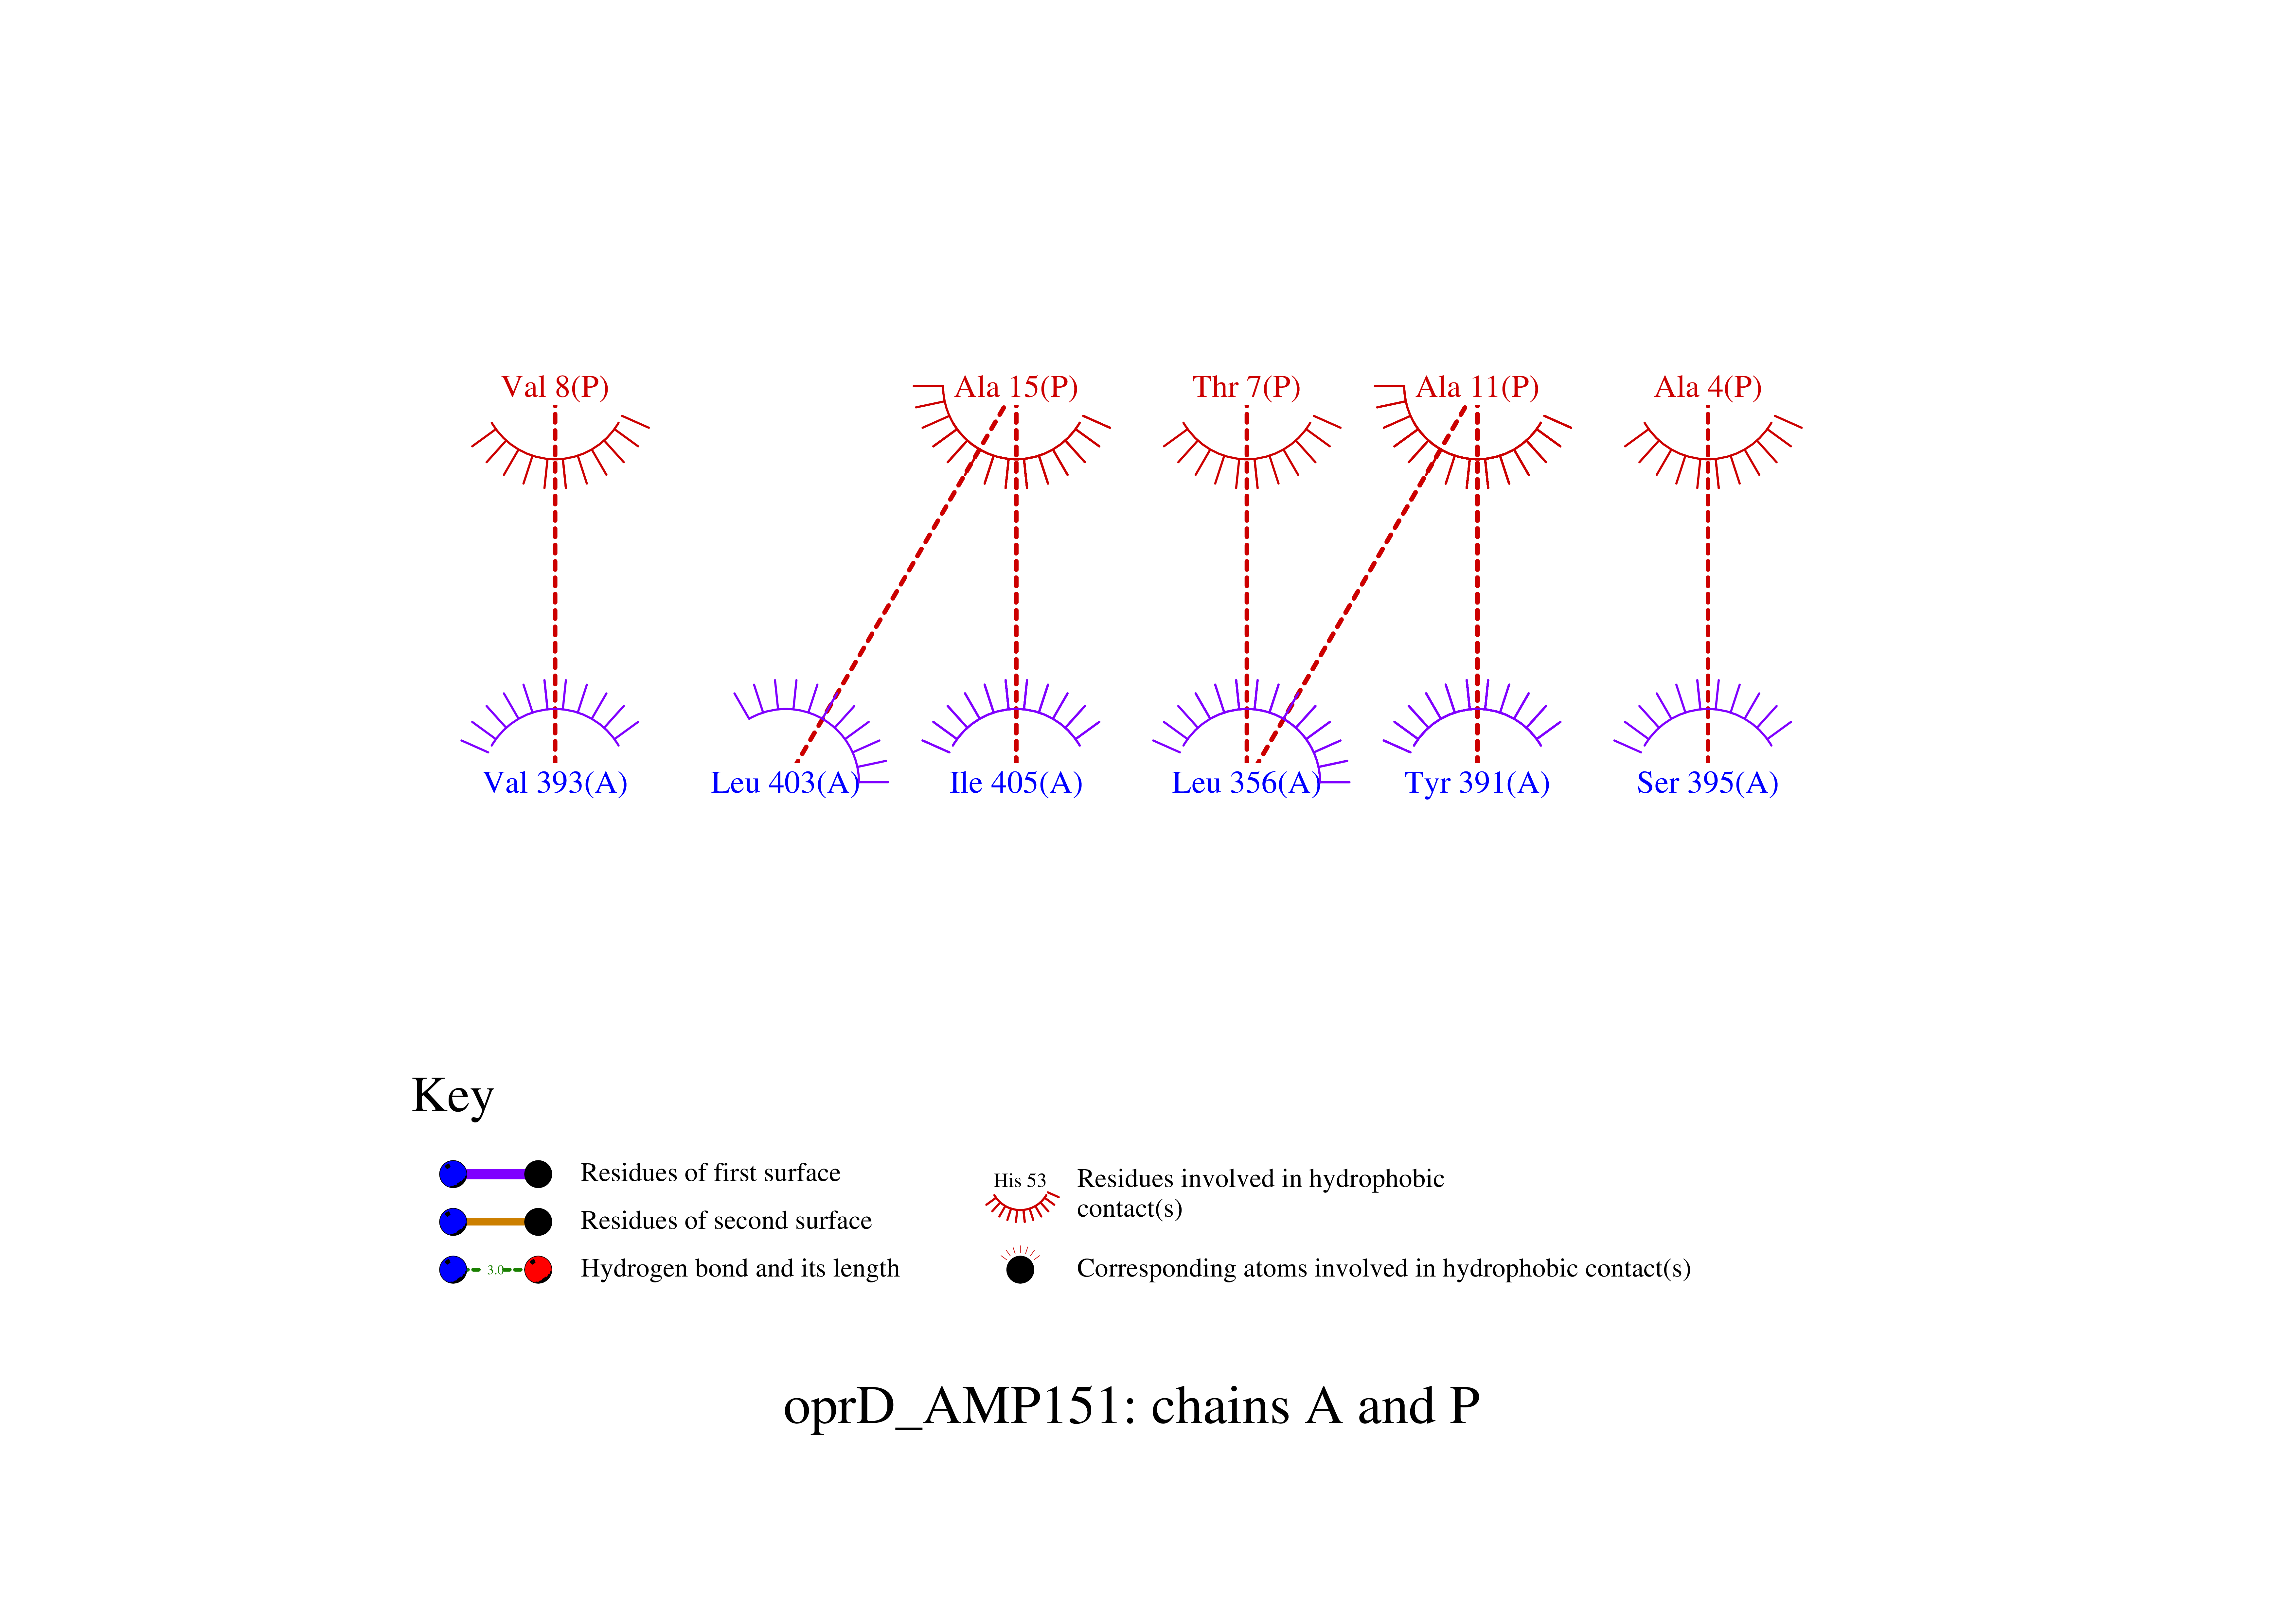 Val 8(P) Ala 15(P) Thr 7(P) Ala 11(P) Ala 4(P)
Val 393(A) Leu 403(A) Ile 405(A) Leu 356(A) Tyr 391(A) Ser 395(A)
Key
Residues of first surface
Residues of second surface
3.0 Hydrogen bond and its length
His 53 Residues involved in hydrophobic
contact(s)
Corresponding atoms involved in hydrophobic contact(s)
oprD_AMP151: chains A and P